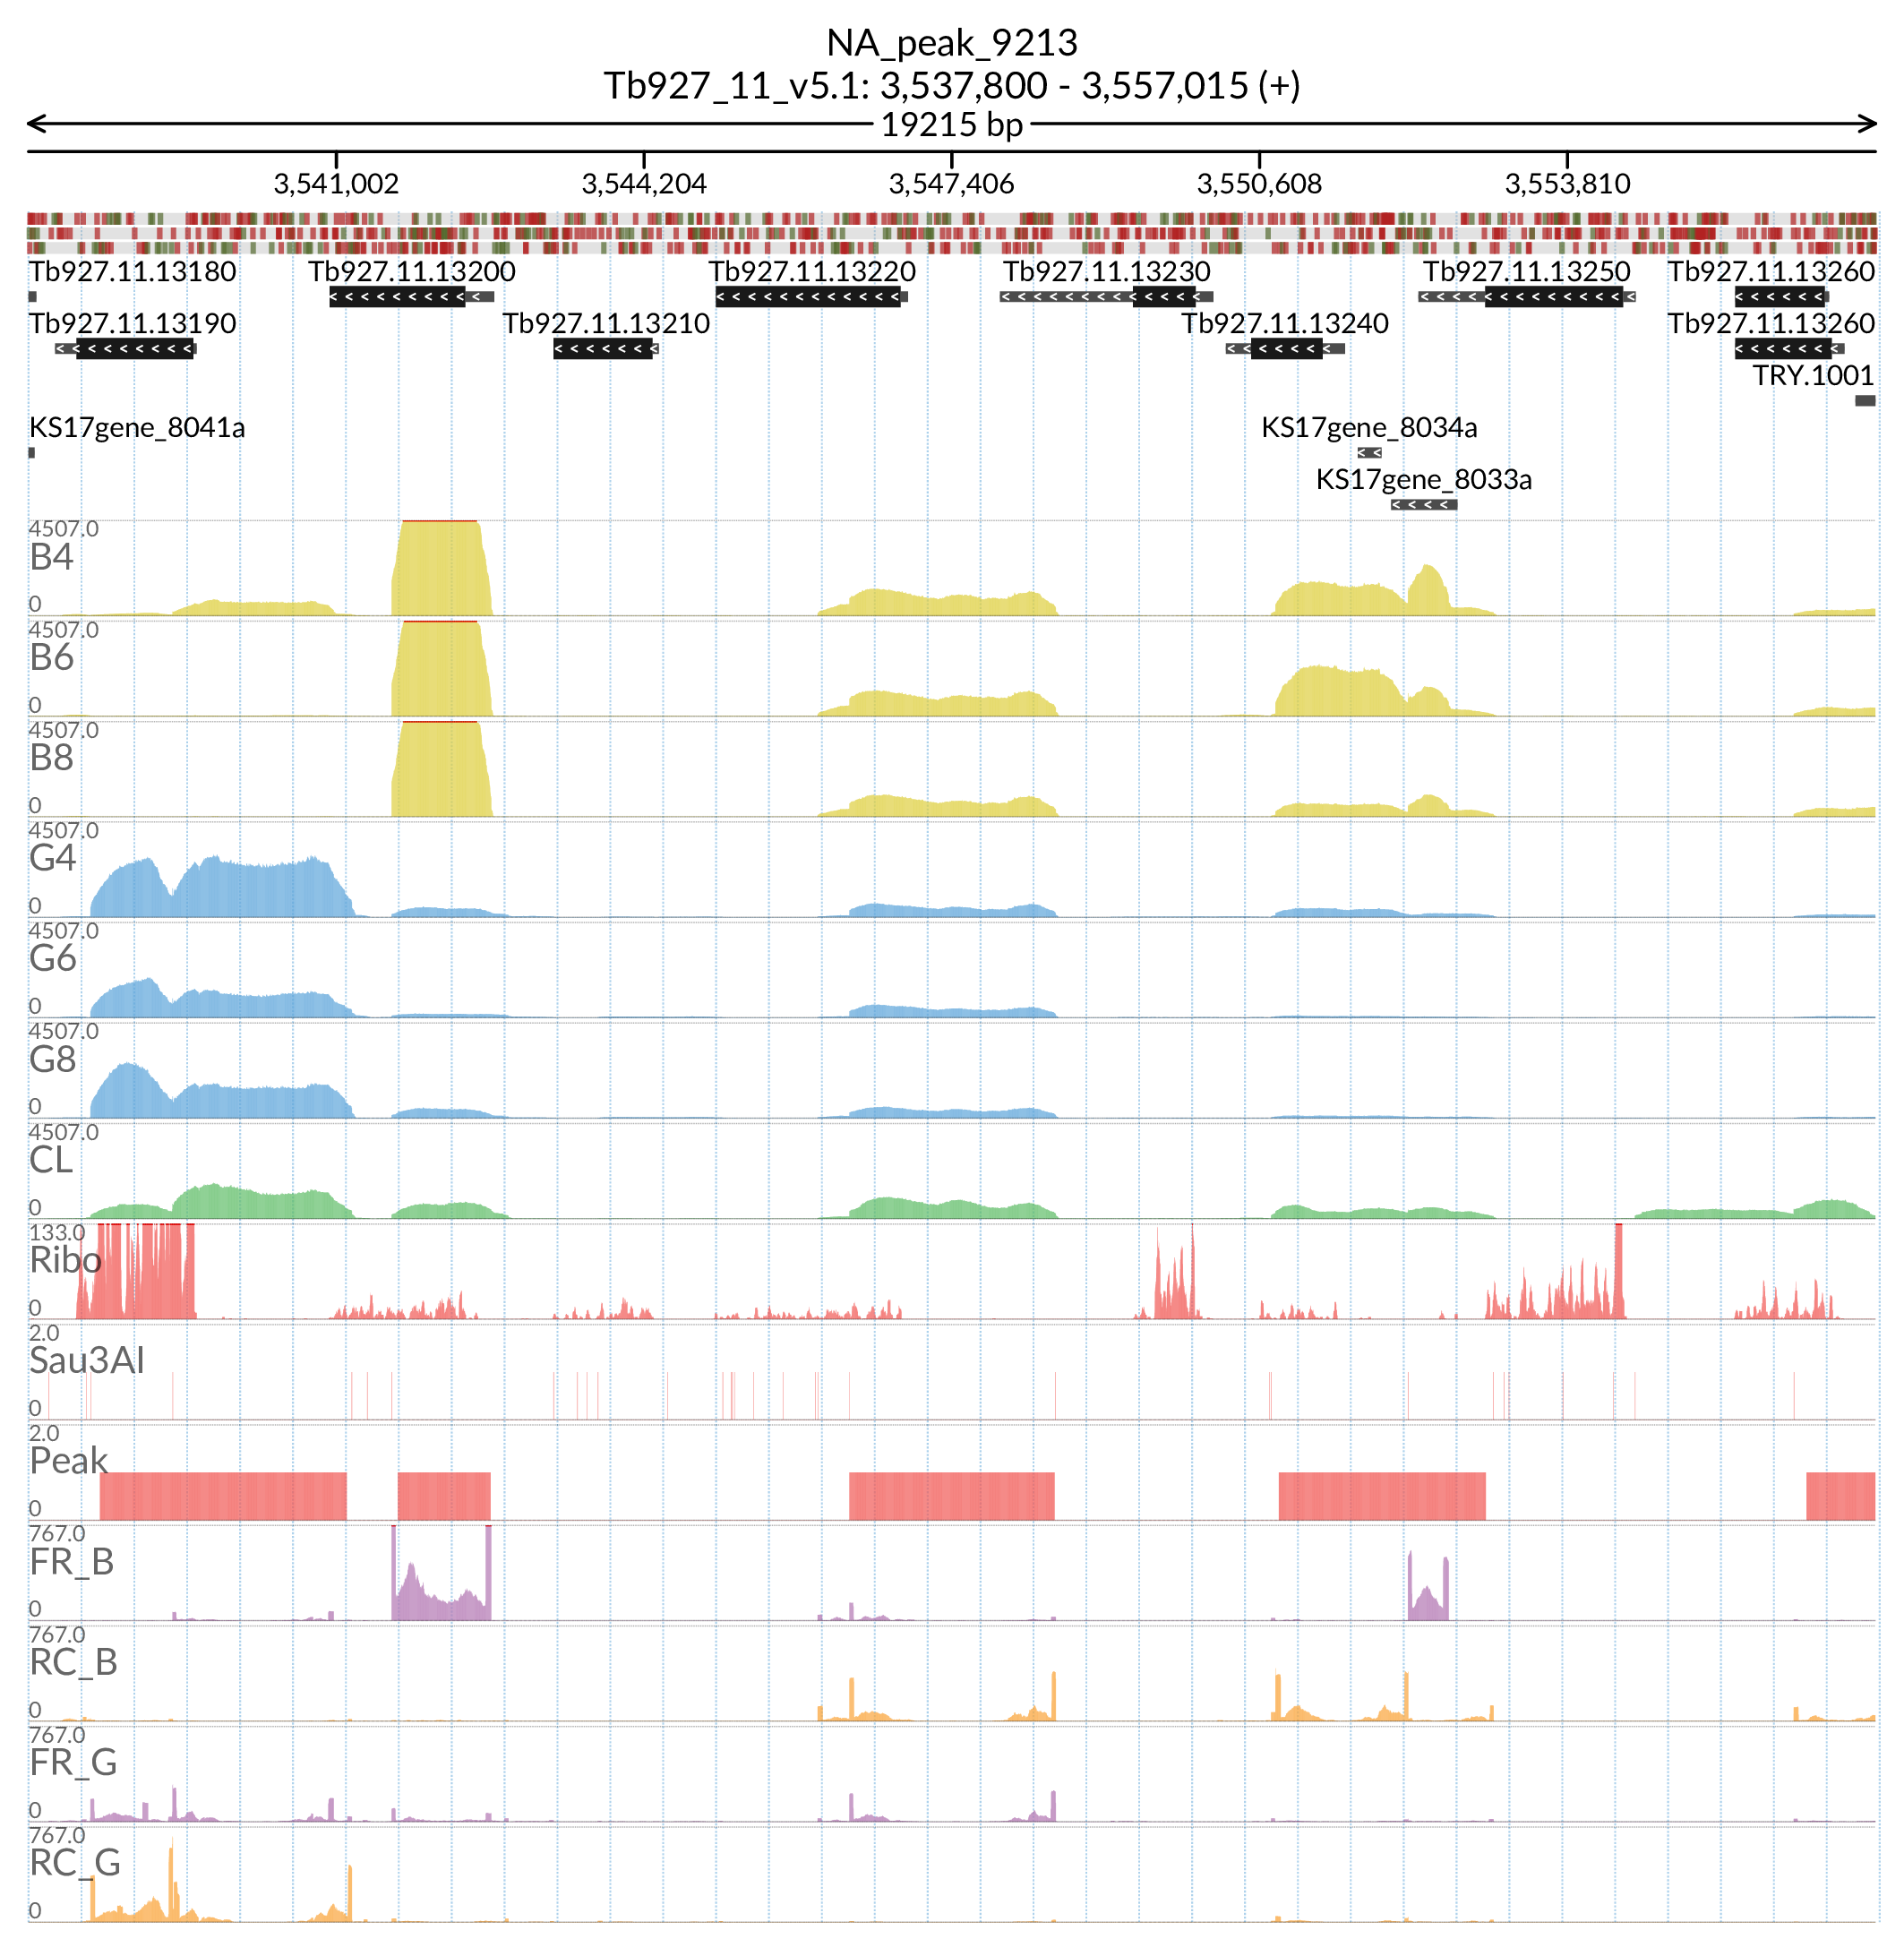 NA_peak_9213
Tb927_11_v5.1: 3,537,800 - 3,557,015 (+)
19215 bp
3,541,002 3,544,204 3,547,406 3,550,608 3,553,810
Tb927.11.13180 Tb927.11.13200 Tb927.11.13220 Tb927.11.13230 Tb927.11.13250 Tb927.11.13260
Tb927.11.13190 Tb927.11.13210 Tb927.11.13240 Tb927.11.13260
TRY.1001
KS17gene_8041a KS17gene_8034a
KS17gene_8033a
4507.0
B4
0
4507.0
B6
0
4507.0
B8
0
4507.0
G4
0
4507.0
G6
0
4507.0
G8
0
4507.0
CL
0
133.0
Ribo
0
2.0
Sau3AI
0
2.0
Peak
0
767.0
FR_B
0
767.0
RC_B
0
767.0
FR_G
0
767.0
RC_G
0